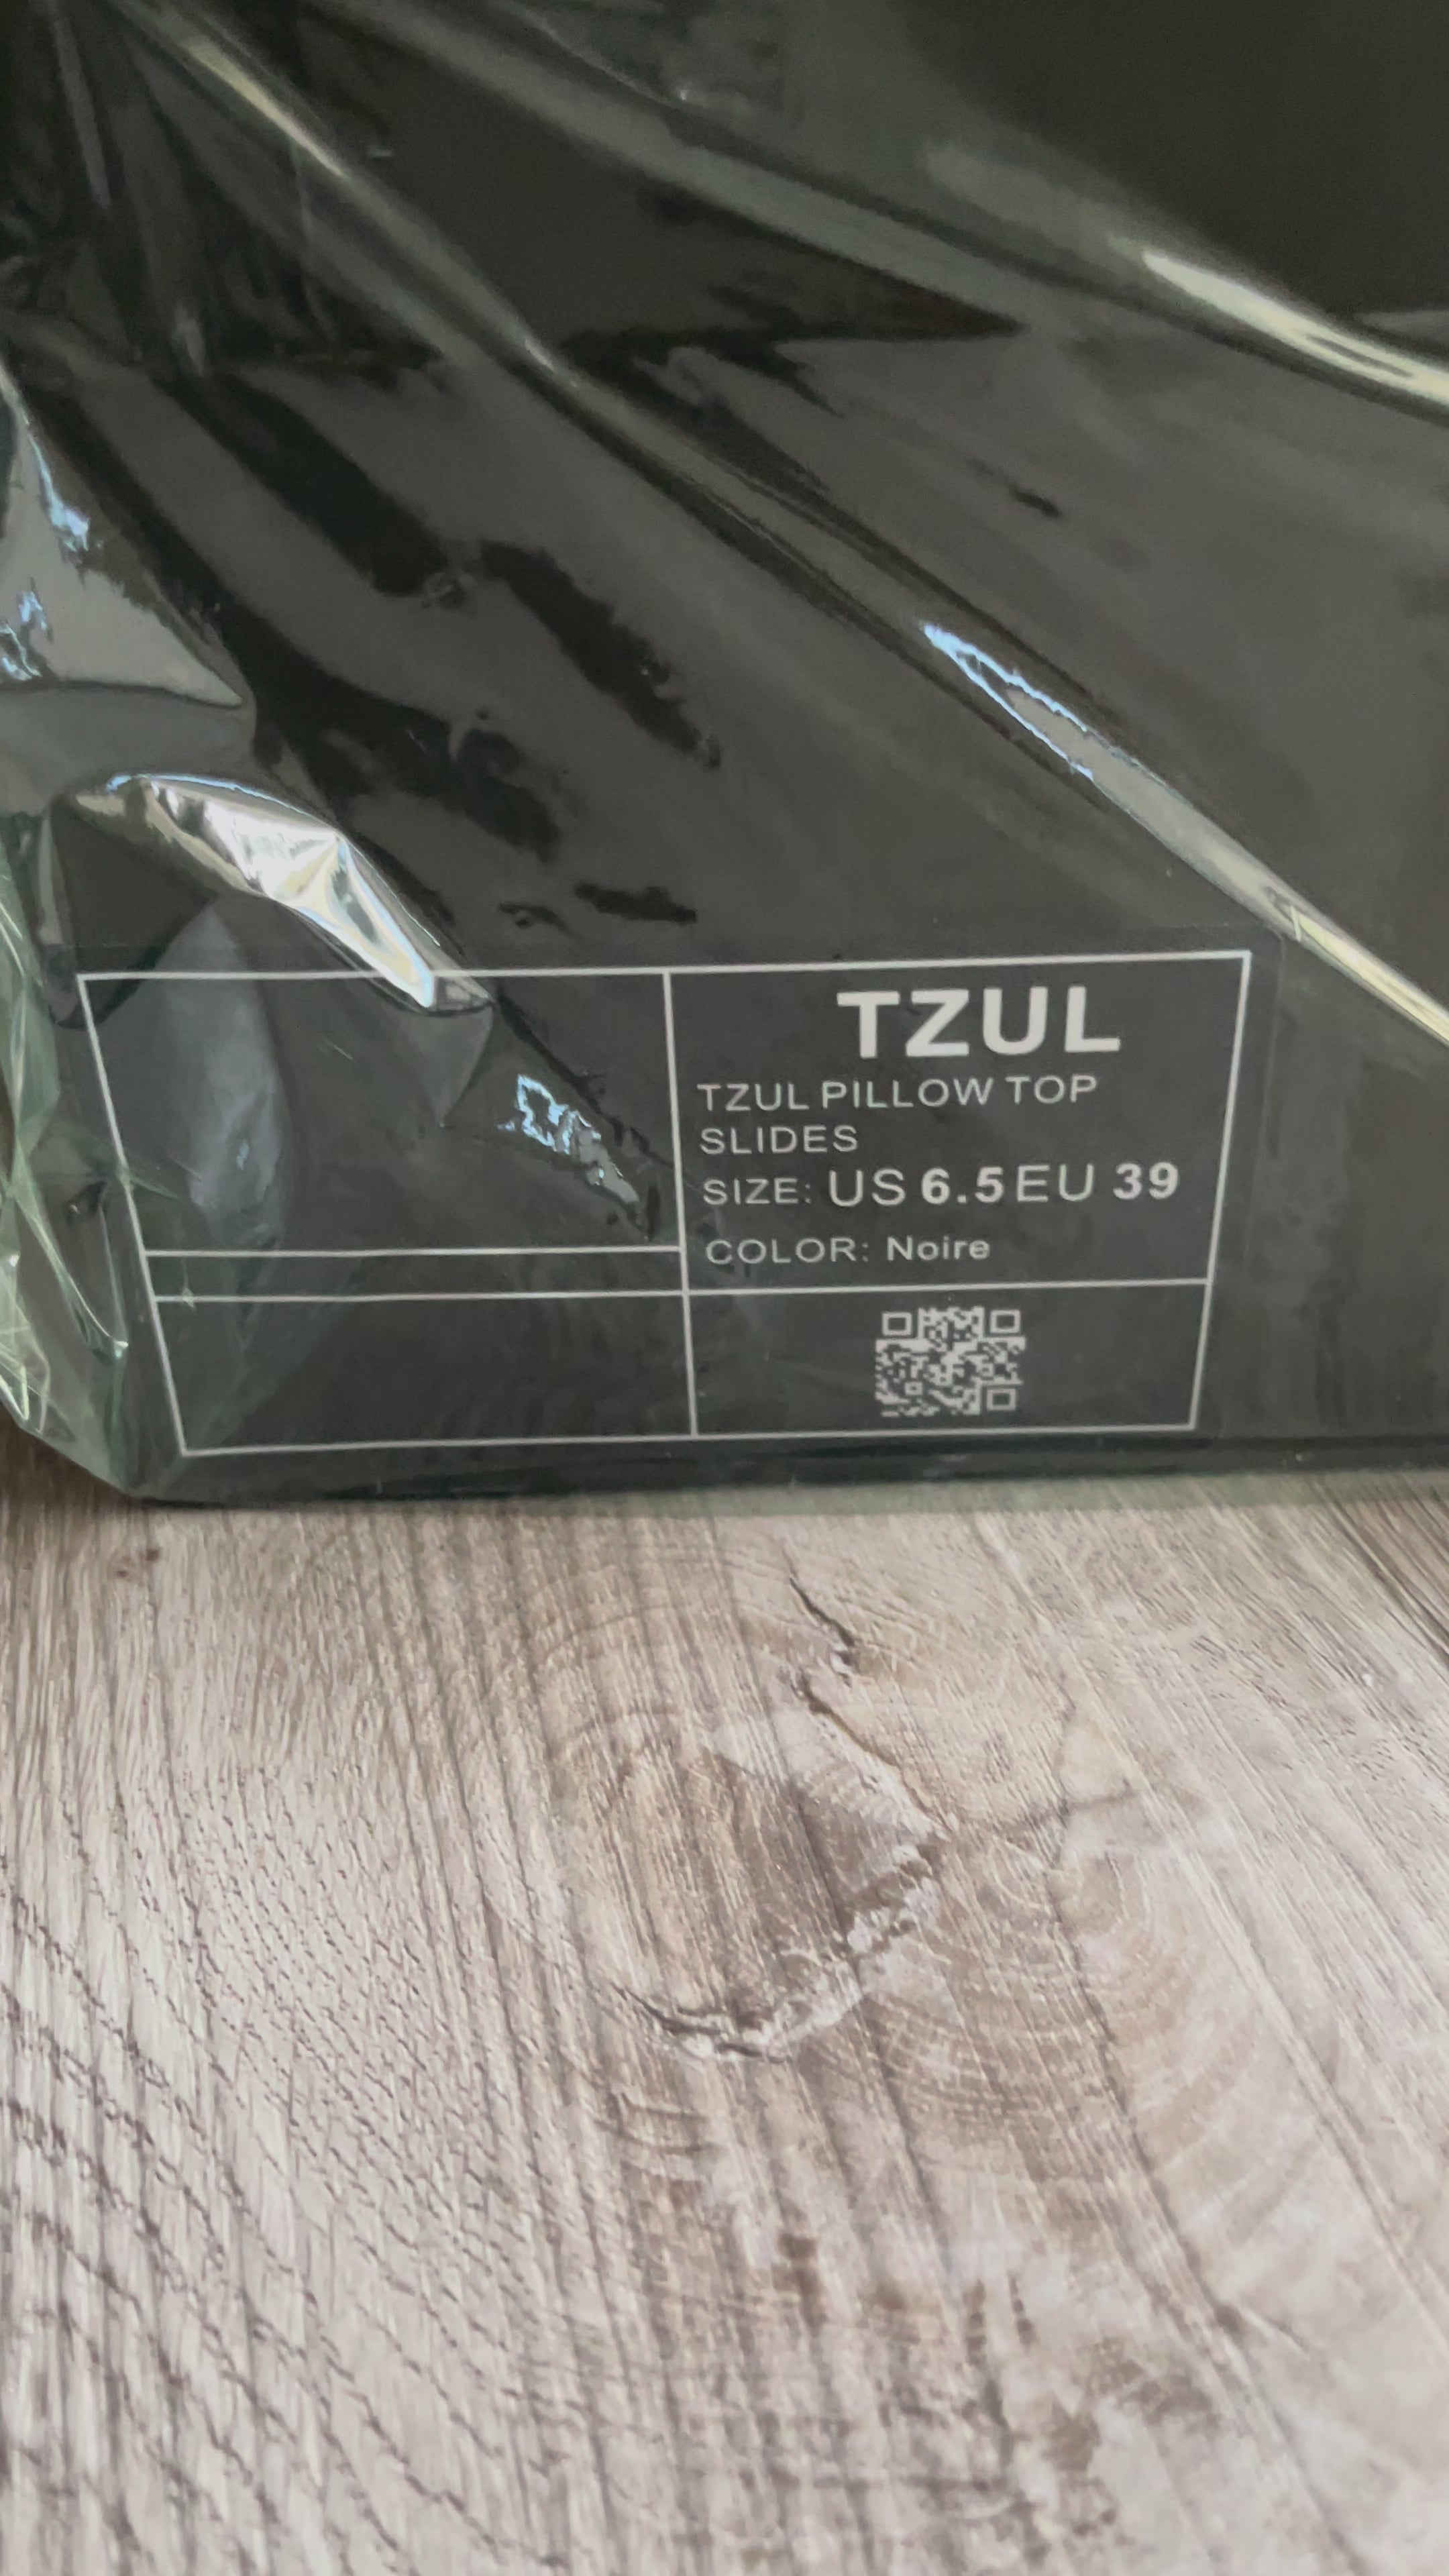 TZUL
TZUL PILLOW TOP
SLIDES
SIZE: US 6.5 EU 39
COLOR: Noire